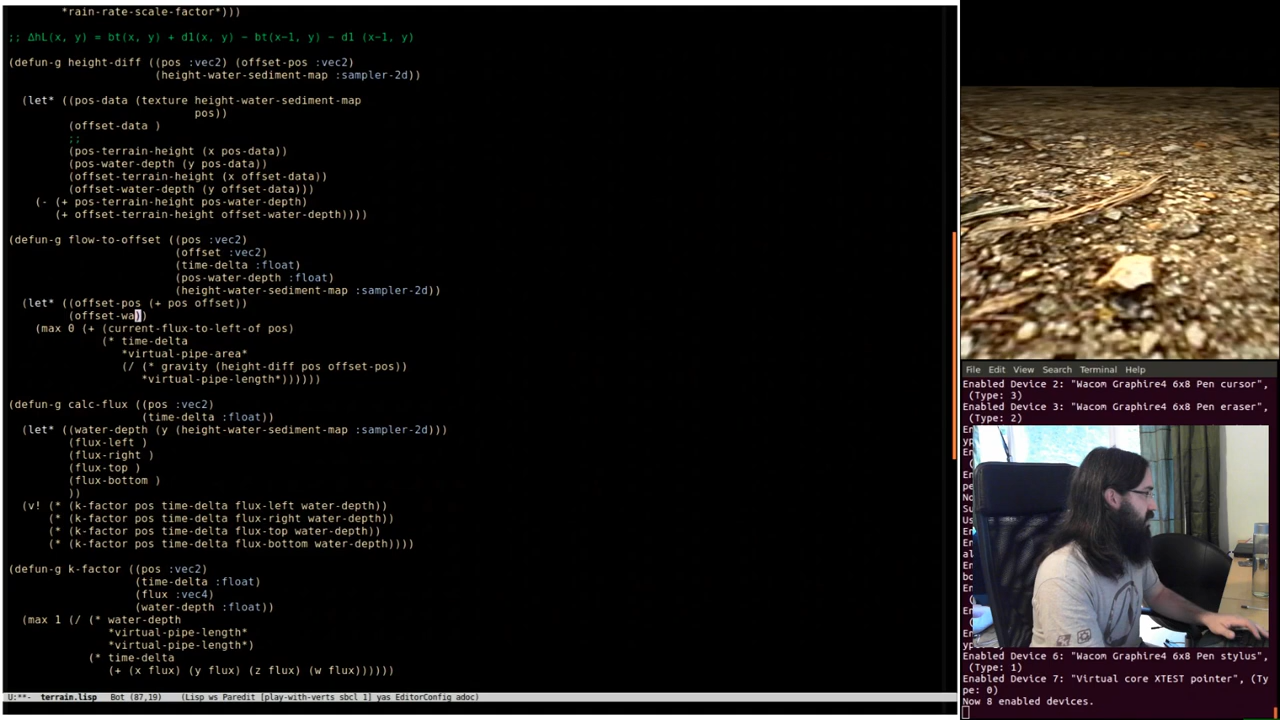 *rain-rate-scale-factor*)))
;; ΔhL(x, y) = bt(x, y) + d1(x, y) − bt(x−1, y) − d1 (x−1, y)
(defun-g height-diff ((pos :vec2) (offset-pos :vec2)
(height-water-sediment-map :sampler-2d))
(let* ((pos-data (texture height-water-sediment-map
pos))
(offset-data )
;;
(pos-terrain-height (x pos-data))
(pos-water-depth (y pos-data))
(offset-terrain-height (x offset-data))
(offset-water-depth (y offset-data)))
(- (+ pos-terrain-height pos-water-depth)
(+ offset-terrain-height offset-water-depth))))
(defun-g flow-to-offset ((pos :vec2)
(offset :vec2)
(time-delta :float)
(pos-water-depth :float)
(height-water-sediment-map :sampler-2d))
(let* ((offset-pos (+ pos offset))
(offset-wa))
(max 0 (+ (current-flux-to-left-of pos)
(* time-delta
*virtual-pipe-area*
(/ (* gravity (height-diff pos offset-pos))
*virtual-pipe-length*))))))
(defun-g calc-flux ((pos :vec2)
(time-delta :float))
(let* ((water-depth (y (height-water-sediment-map :sampler-2d)))
(flux-left )
(flux-right )
(flux-top )
(flux-bottom )
))
(v! (* (k-factor pos time-delta flux-left water-depth))
(* (k-factor pos time-delta flux-right water-depth))
(* (k-factor pos time-delta flux-top water-depth))
(* (k-factor pos time-delta flux-bottom water-depth))))
(defun-g k-factor ((pos :vec2)
(time-delta :float)
(flux :vec4)
(water-depth :float))
(max 1 (/ (* water-depth
*virtual-pipe-length*
*virtual-pipe-length*)
(* time-delta
(+ (x flux) (y flux) (z flux) (w flux))))))
U:**- terrain.lisp Bot (87,19) (Lisp ws Paredit [play-with-verts sbcl 1] yas EditorConfig adoc)
File Edit View Search Terminal Help
Enabled Device 2: "Wacom Graphire4 6x8 Pen cursor",
(Type: 3)
Enabled Device 3: "Wacom Graphire4 6x8 Pen eraser",
(Type: 2)
Enabled Device 6: "Wacom Graphire4 6x8 Pen stylus",
(Type: 1)
Enabled Device 7: "Virtual core XTEST pointer", (Ty
pe: 0)
Now 8 enabled devices.